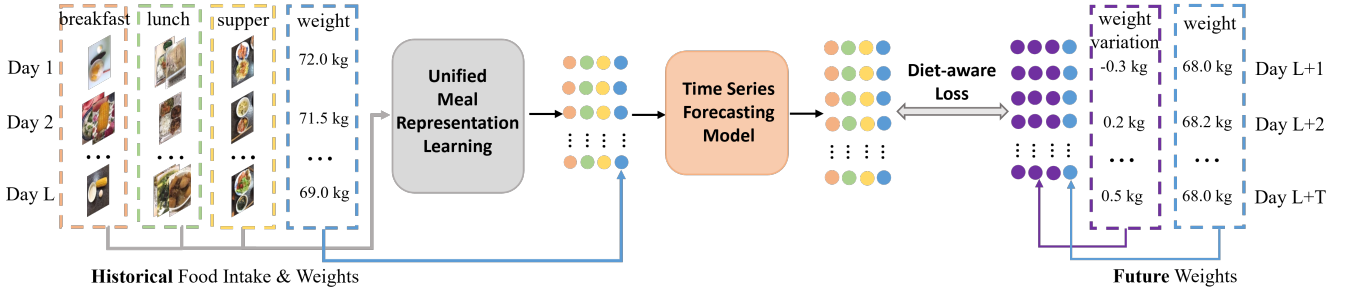 breakfast lunch supper weight
Day 1 72.0 kg
Day 2 71.5 kg
... ...
Day L 69.0 kg
Historical Food Intake & Weights
Unified
Meal
Representation
Learning
Time Series
Forecasting
Model
Diet-aware
Loss
weight
variation
weight
-0.3 kg 68.0 kg Day L+1
0.2 kg 68.2 kg Day L+2
... ...
0.5 kg 68.0 kg Day L+T
Future Weights